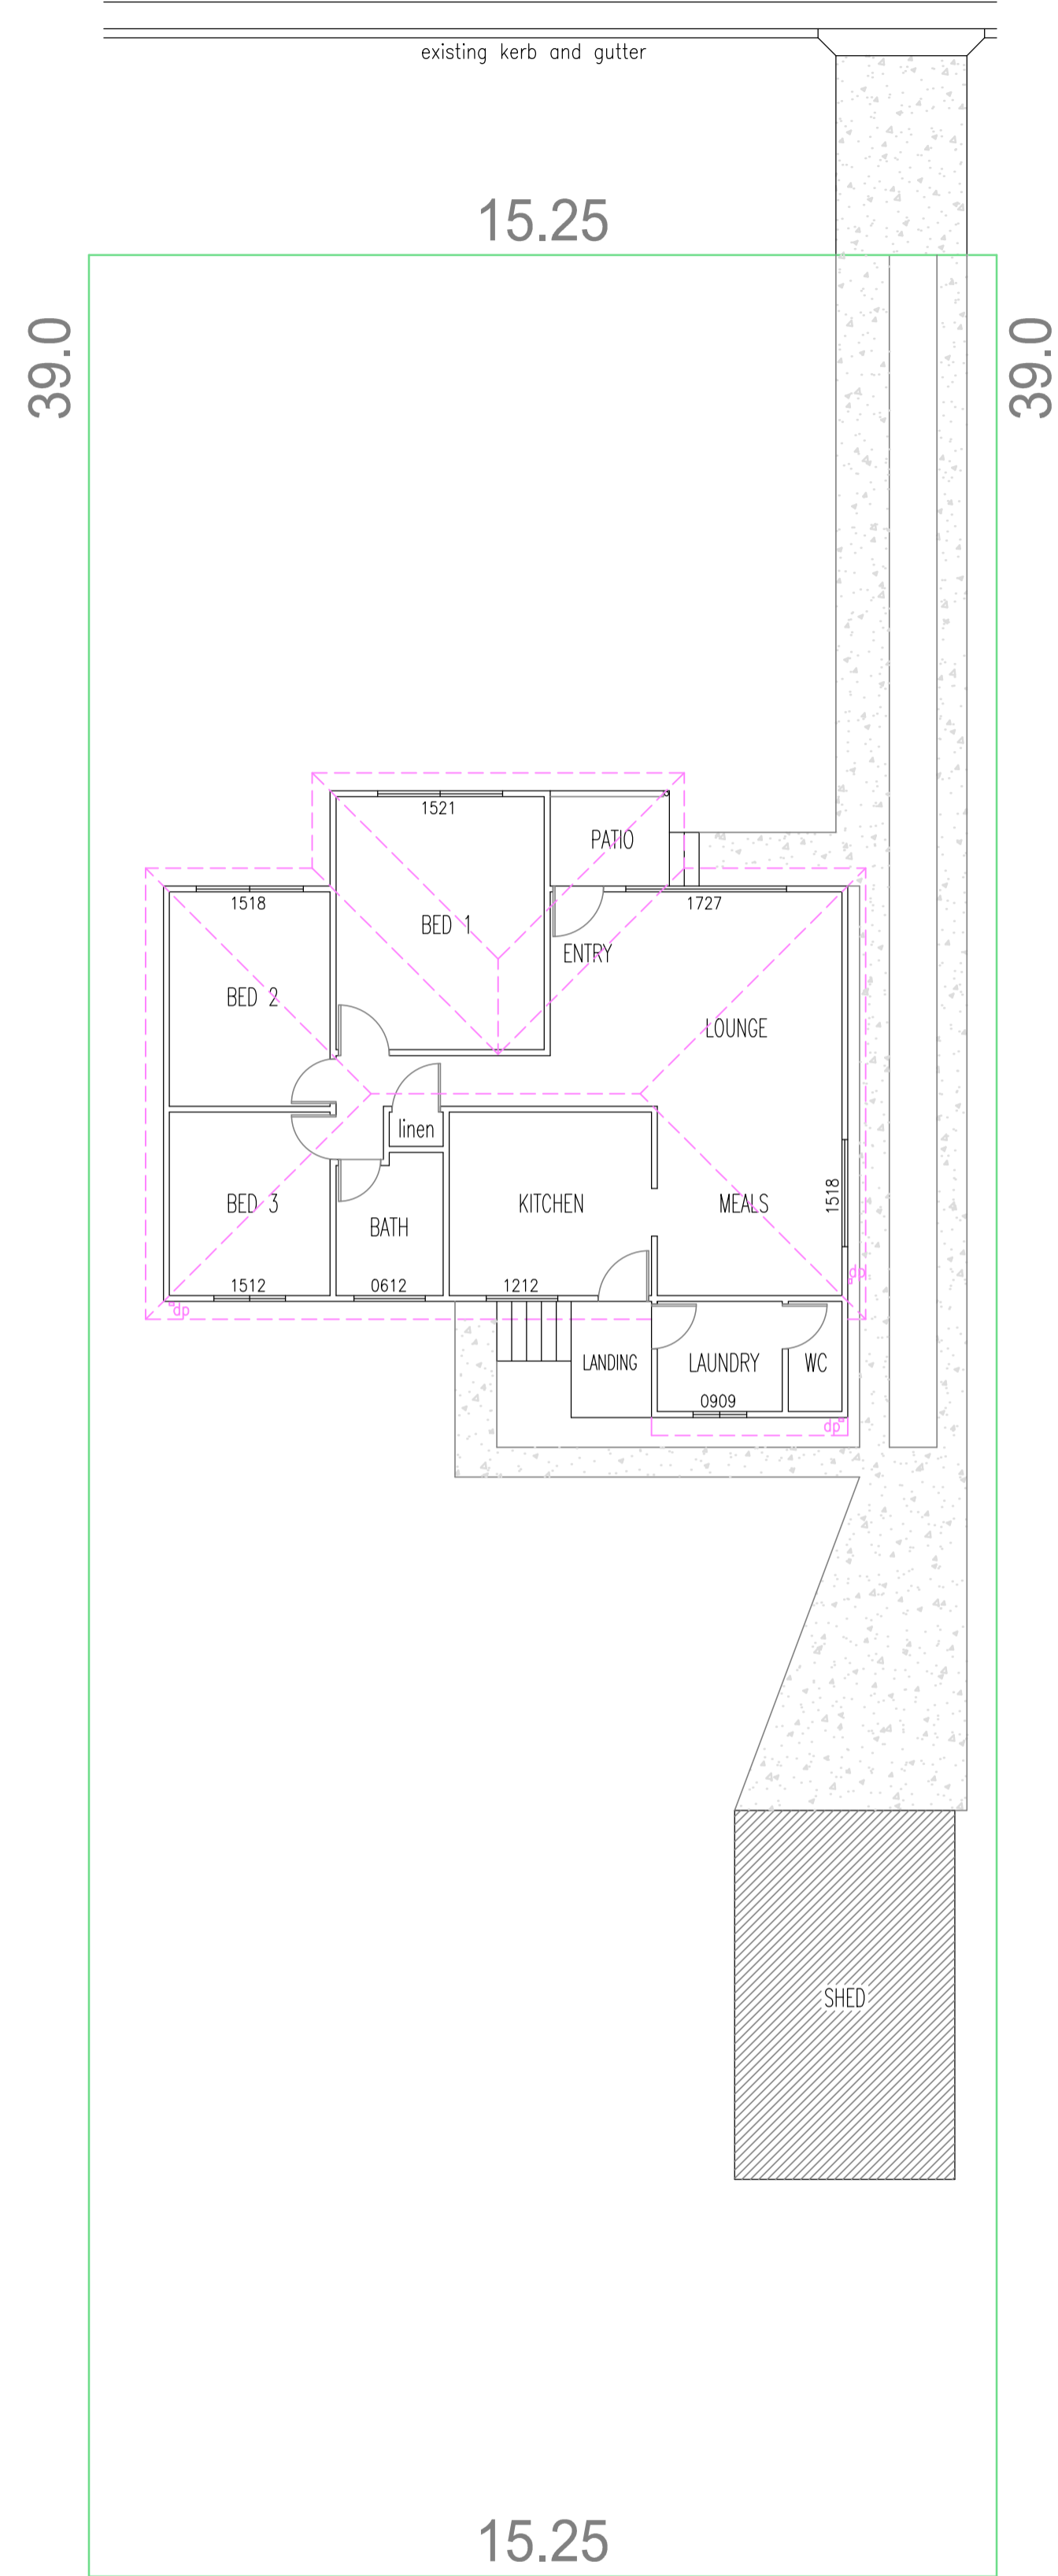 existing kerb and gutter
15.25
39.0
39.0
1521
PATIO
1518
1727
BED 1
ENTRY
BED 2
LOUNGE
linen
1518
BED 3
KITCHEN
MEALS
BATH
dp
1512
0612
1212
dp
LANDING
LAUNDRY
WC
0909
dp
SHED
15.25